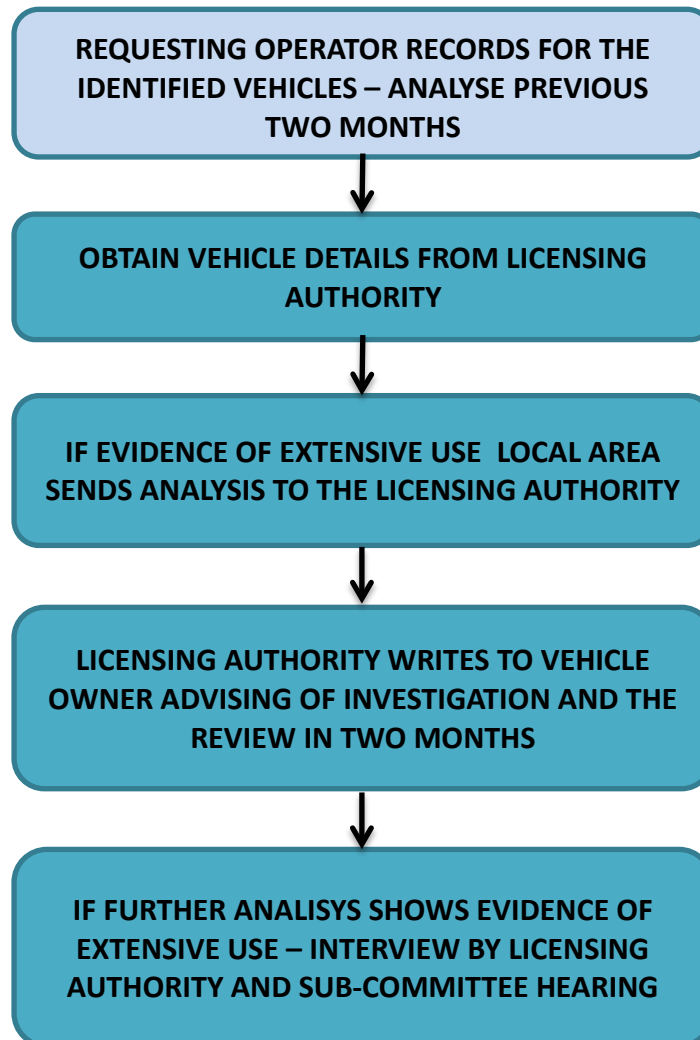 REQUESTING OPERATOR RECORDS FOR THE
IDENTIFIED VEHICLES – ANALYSE PREVIOUS
TWO MONTHS
OBTAIN VEHICLE DETAILS FROM LICENSING
AUTHORITY
IF EVIDENCE OF EXTENSIVE USE  LOCAL AREA
SENDS ANALYSIS TO THE LICENSING AUTHORITY
LICENSING AUTHORITY WRITES TO VEHICLE
OWNER ADVISING OF INVESTIGATION AND THE
REVIEW IN TWO MONTHS
IF FURTHER ANALISYS SHOWS EVIDENCE OF
EXTENSIVE USE – INTERVIEW BY LICENSING
AUTHORITY AND SUB-COMMITTEE HEARING